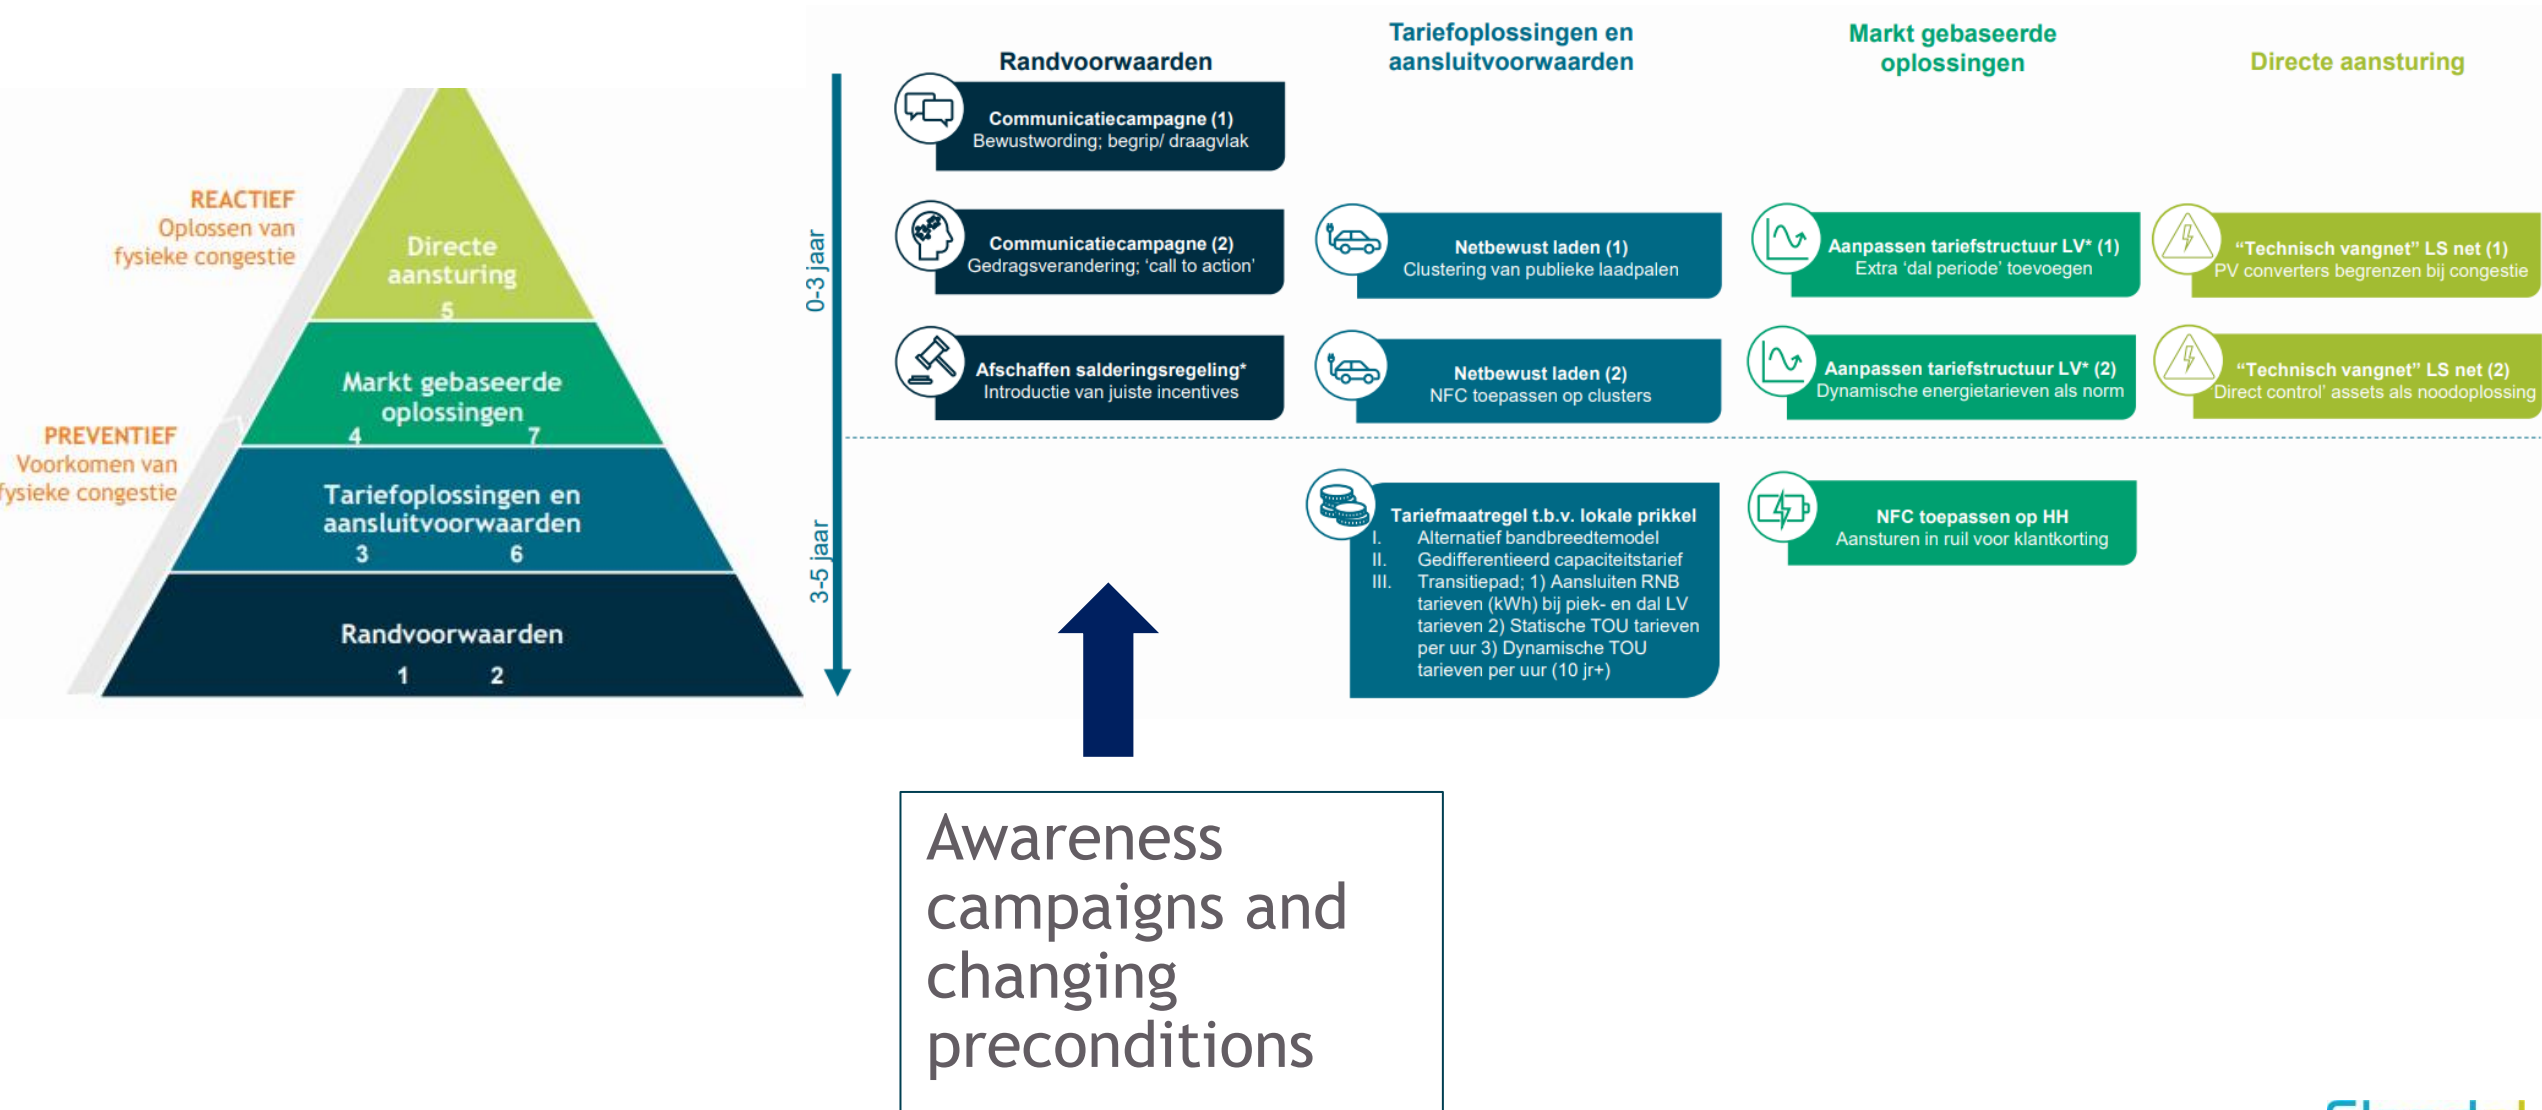 REACTIEF
Oplossen van
fysieke congestie
PREVENTIEF
Voorkomen van
fysieke congestie
Directe
aansturing
5
Markt gebaseerde
oplossingen
4 7
Tariefoplossingen en
aansluitvoorwaarden
3 6
Randvoorwaarden
1 2
0-3 jaar
3-5 jaar
Randvoorwaarden
Communicatiecampagne (1)
Bewustwording; begrip/ draagvlak
Communicatiecampagne (2)
Gedragsverandering; ‘call to action’
Afschaffen salderingsregeling*
Introductie van juiste incentives
Tariefoplossingen en
aansluitvoorwaarden
Netbewust laden (1)
Clustering van publieke laadpalen
Netbewust laden (2)
NFC toepassen op clusters
Tariefmaatregel t.b.v. lokale prikkel
I. Alternatief bandbreedtemodel
II. Gedifferentieerd capaciteitstarief
III. Transitiepad; 1) Aansluiten RNB
tarieven (kWh) bij piek- en dal LV
tarieven 2) Statische TOU tarieven
per uur 3) Dynamische TOU
tarieven per uur (10 jr+)
Markt gebaseerde
oplossingen
Aanpassen tariefstructuur LV* (1)
Extra ‘dal periode’ toevoegen
Aanpassen tariefstructuur LV* (2)
Dynamische energietarieven als norm
NFC toepassen op HH
Aansturen in ruil voor klantkorting
Directe aansturing
“Technisch vangnet” LS net (1)
PV converters begrenzen bij congestie
“Technisch vangnet” LS net (2)
Direct control’ assets als noodoplossing
Awareness
campaigns and
changing
preconditions